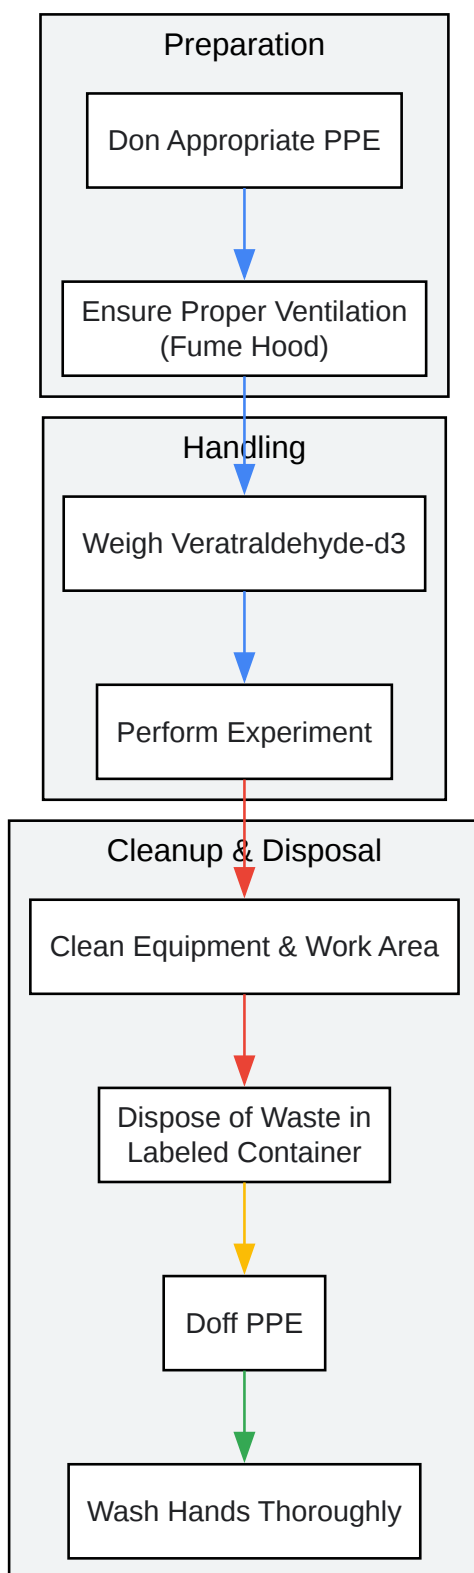 Preparation
Don Appropriate PPE
Ensure Proper Ventilation
(Fume Hood)
Handling
Weigh Veratraldehyde-d3
Perform Experiment
Cleanup & Disposal
Clean Equipment & Work Area
Dispose of Waste in
Labeled Container
Doff PPE
Wash Hands Thoroughly